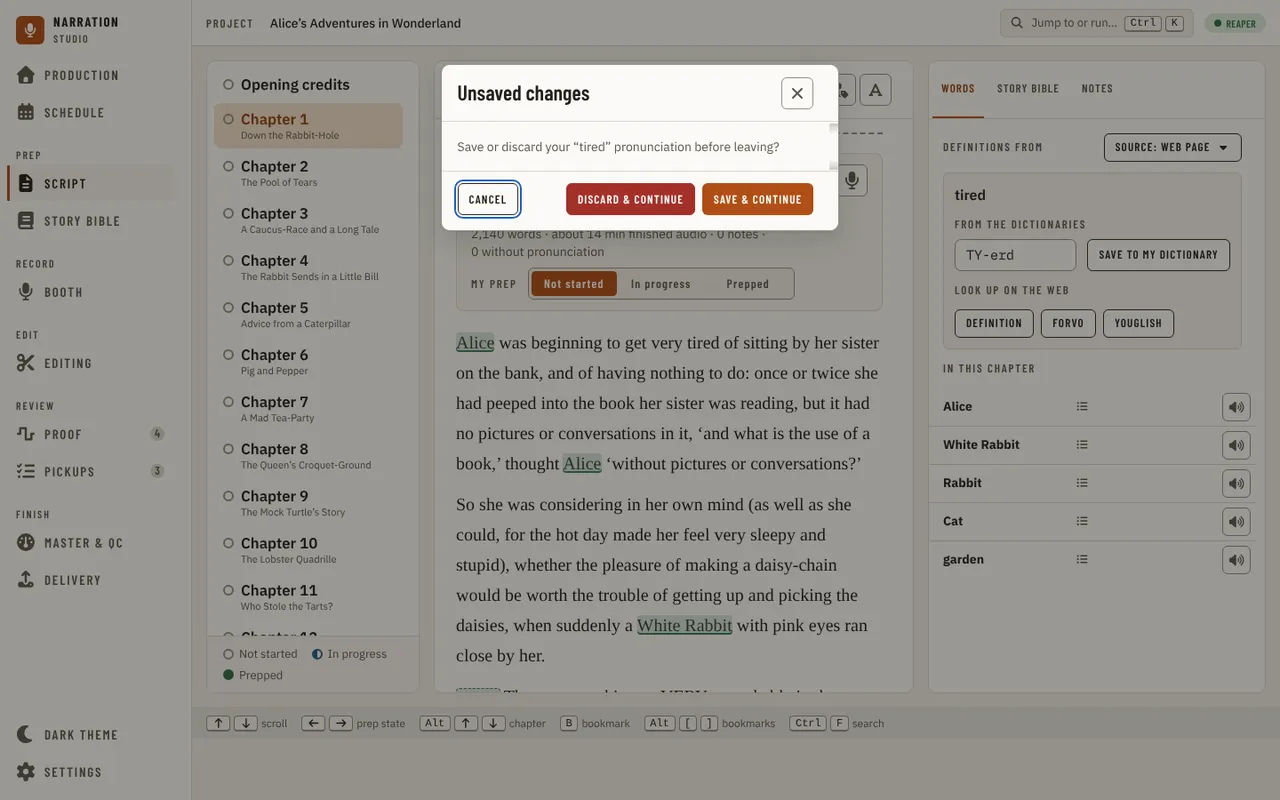 NARRATION
STUDIO
PRODUCTION
SCHEDULE
PREP
SCRIPT
STORY BIBLE
RECORD
BOOTH
EDIT
EDITING
REVIEW
PROOF 4
PICKUPS 3
FINISH
MASTER & QC
DELIVERY
DARK THEME
SETTINGS
PROJECT Alice's Adventures in Wonderland
Jump to or run... Ctrl K
REAPER
Opening credits
Chapter 1
Down the Rabbit-Hole
Chapter 2
The Pool of Tears
Chapter 3
A Caucus-Race and a Long Tale
Chapter 4
The Rabbit Sends in a Little Bill
Chapter 5
Advice from a Caterpillar
Chapter 6
Pig and Pepper
Chapter 7
A Mad Tea-Party
Chapter 8
The Queen's Croquet-Ground
Chapter 9
The Mock Turtle's Story
Chapter 10
The Lobster Quadrille
Chapter 11
Who Stole the Tarts?
Not started In progress
Prepped
Unsaved changes
Save or discard your “tired” pronunciation before leaving?
CANCEL DISCARD & CONTINUE SAVE & CONTINUE
A
2,140 words · about 14 min finished audio · 0 notes ·
0 without pronunciation
MY PREP Not started In progress Prepped
Alice was beginning to get very tired of sitting by her sister
on the bank, and of having nothing to do: once or twice she
had peeped into the book her sister was reading, but it had
no pictures or conversations in it, ‘and what is the use of a
book,’ thought Alice ‘without pictures or conversations?’
So she was considering in her own mind (as well as she
could, for the hot day made her feel very sleepy and
stupid), whether the pleasure of making a daisy-chain
would be worth the trouble of getting up and picking the
daisies, when suddenly a White Rabbit with pink eyes ran
close by her.
WORDS STORY BIBLE NOTES
DEFINITIONS FROM SOURCE: WEB PAGE
tired
FROM THE DICTIONARIES
TY-erd SAVE TO MY DICTIONARY
LOOK UP ON THE WEB
DEFINITION FORVO YOUGLISH
IN THIS CHAPTER
Alice
White Rabbit
Rabbit
Cat
garden
↑ ↓ scroll ← → prep state Alt ↑ ↓ chapter B bookmark Alt [ ] bookmarks Ctrl F search